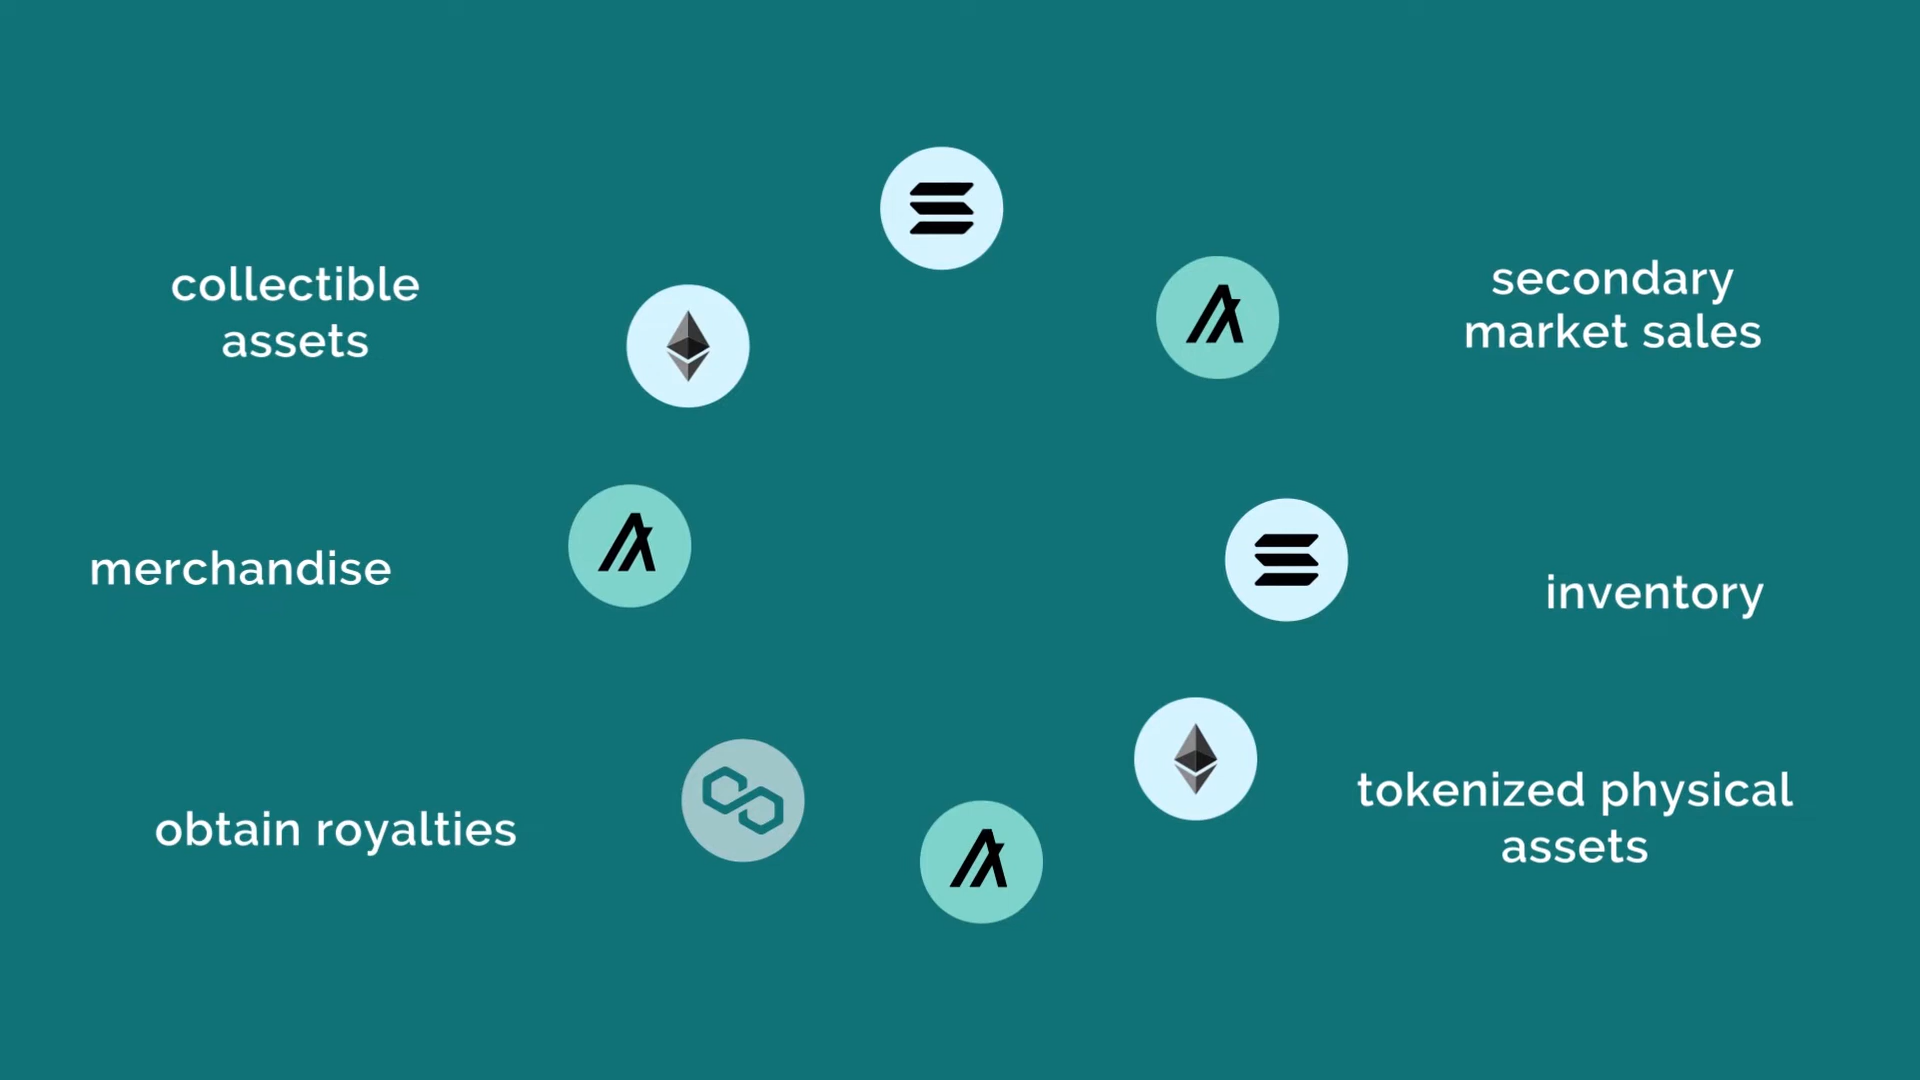 collectible
assets
secondary
market sales
merchandise
inventory
obtain royalties
tokenized physical
assets